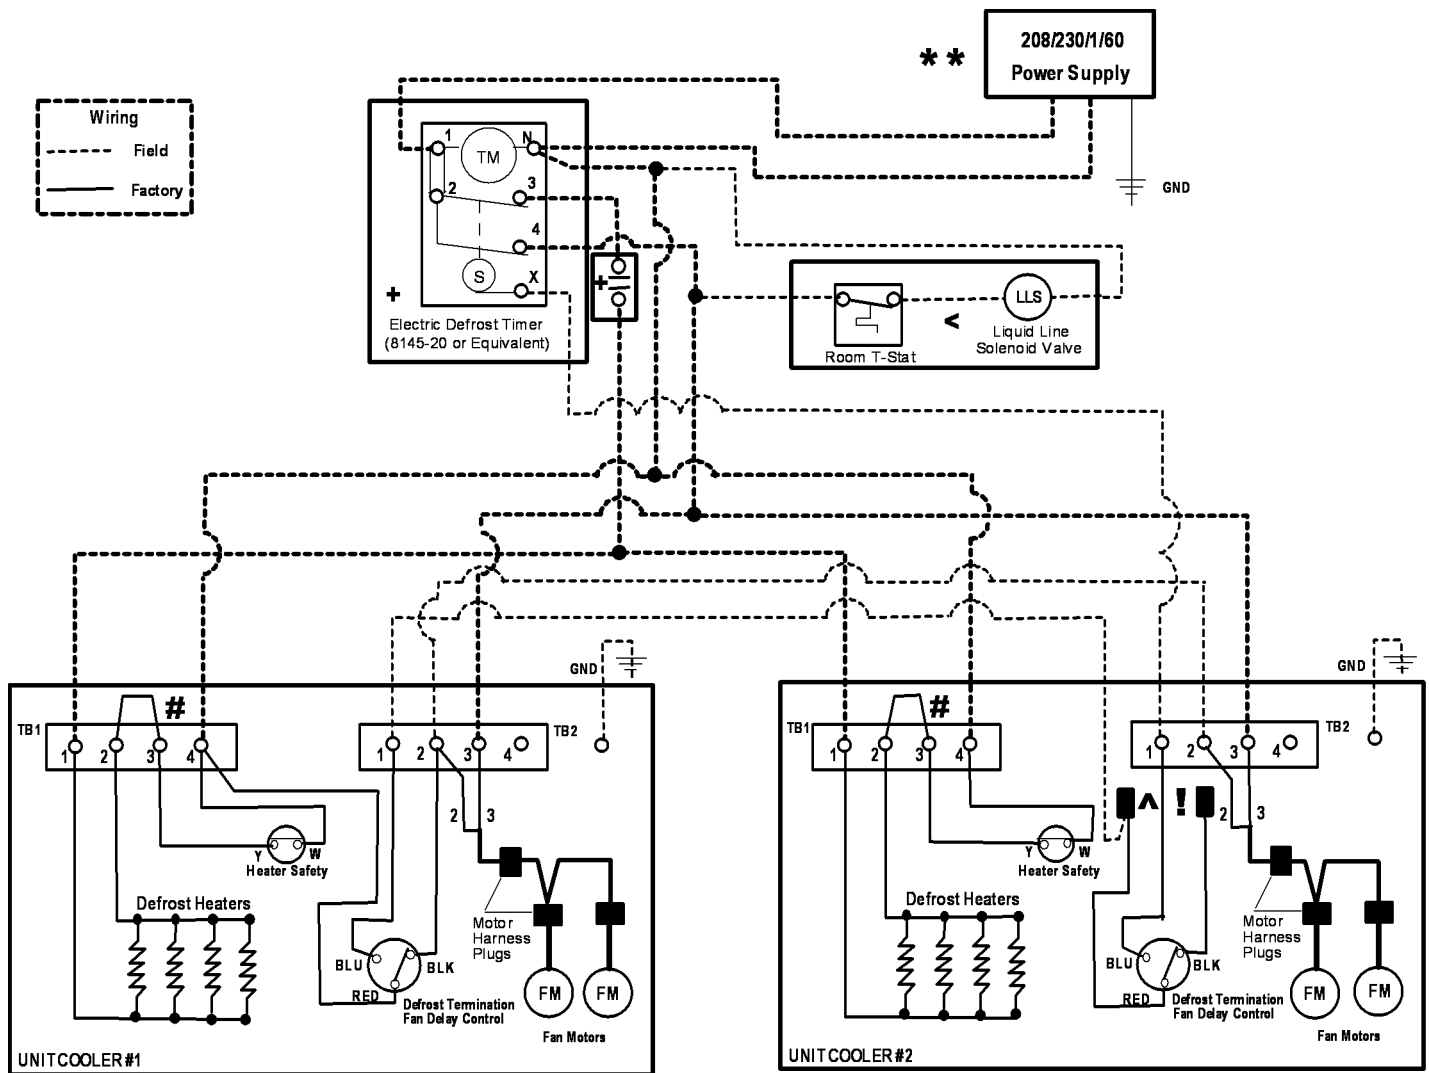 208/230/1/60
Power Supply
**
GND
Wiring
Field
Factory
1
TM
N
2
3
4
S
X
+
Electric Defrost Timer
(8145-20 or Equivalent)
+
Room T-Stat
<
LLS
Liquid Line
Solenoid Valve
GND
TB1
#
1
2
3
4
1
2
3
4
TB2
2
3
Y
W
Heater Safety
Defrost Heaters
Motor
Harness
Plugs
BLU
BLK
RED
Defrost Termination
Fan Delay Control
FM
FM
Fan Motors
UNIT COOLER #1
GND
TB1
#
1
2
3
4
1
2
3
4
TB2
^
!
2
3
Y
W
Heater Safety
Defrost Heaters
Motor
Harness
Plugs
BLU
BLK
RED
Defrost Termination
Fan Delay Control
FM
FM
Fan Motors
UNIT COOLER #2